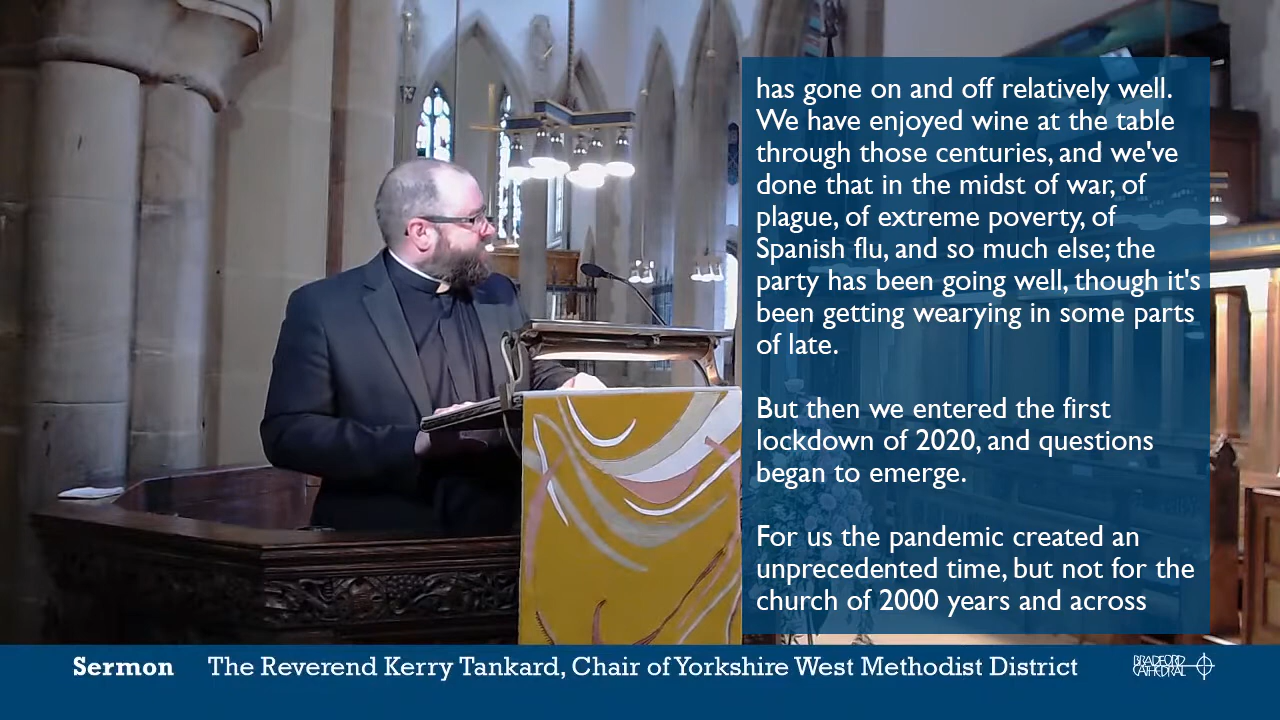 has gone on and off relatively well.
We have enjoyed wine at the table
through those centuries, and we've
done that in the midst of war, of
plague, of extreme poverty, of
Spanish flu, and so much else; the
party has been going well, though it's
been getting wearying in some parts
of late.
But then we entered the first
lockdown of 2020, and questions
began to emerge.
For us the pandemic created an
unprecedented time, but not for the
church of 2000 years and across
Sermon The Reverend Kerry Tankard, Chair of Yorkshire West Methodist District
BRADFORD
CATHEDRAL